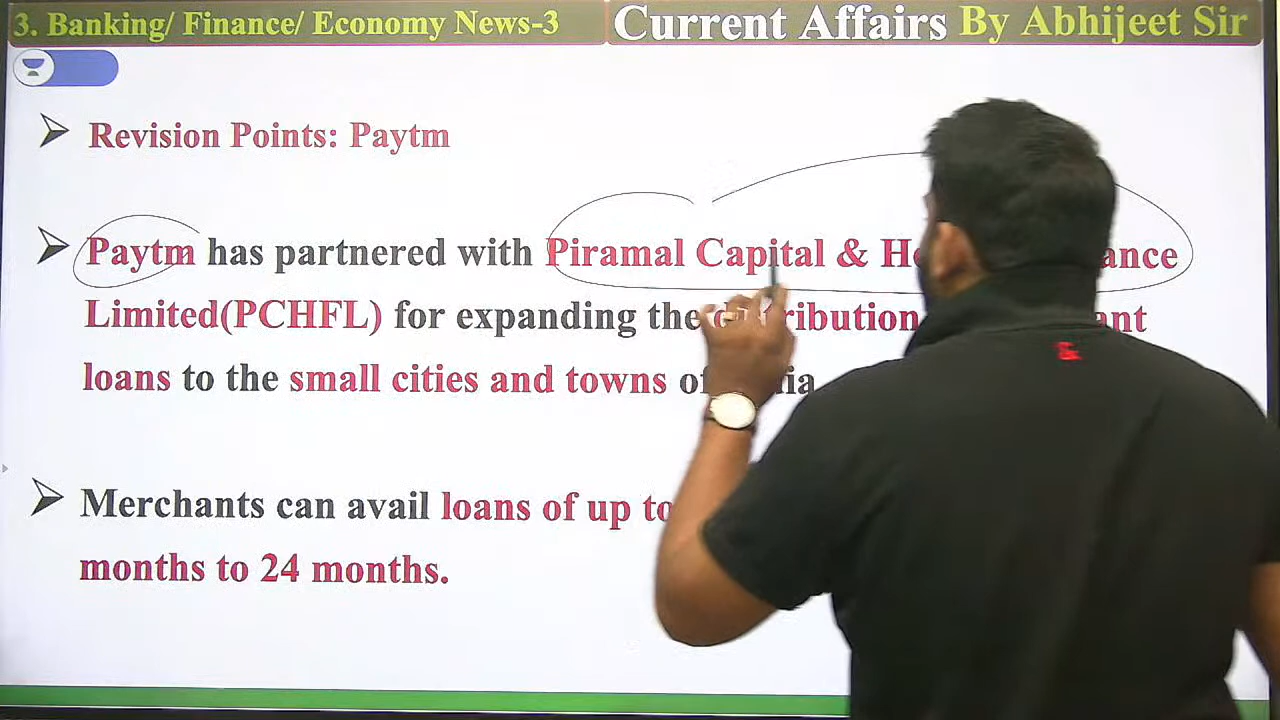 3. Banking/ Finance/ Economy News-3
Current Affairs By Abhijeet Sir
Revision Points: Paytm
Paytm has partnered with Piramal Capital &
Limited(PCHFL) for expanding the
loans to the small cities and towns of
Merchants can avail loans of up to
months to 24 months.